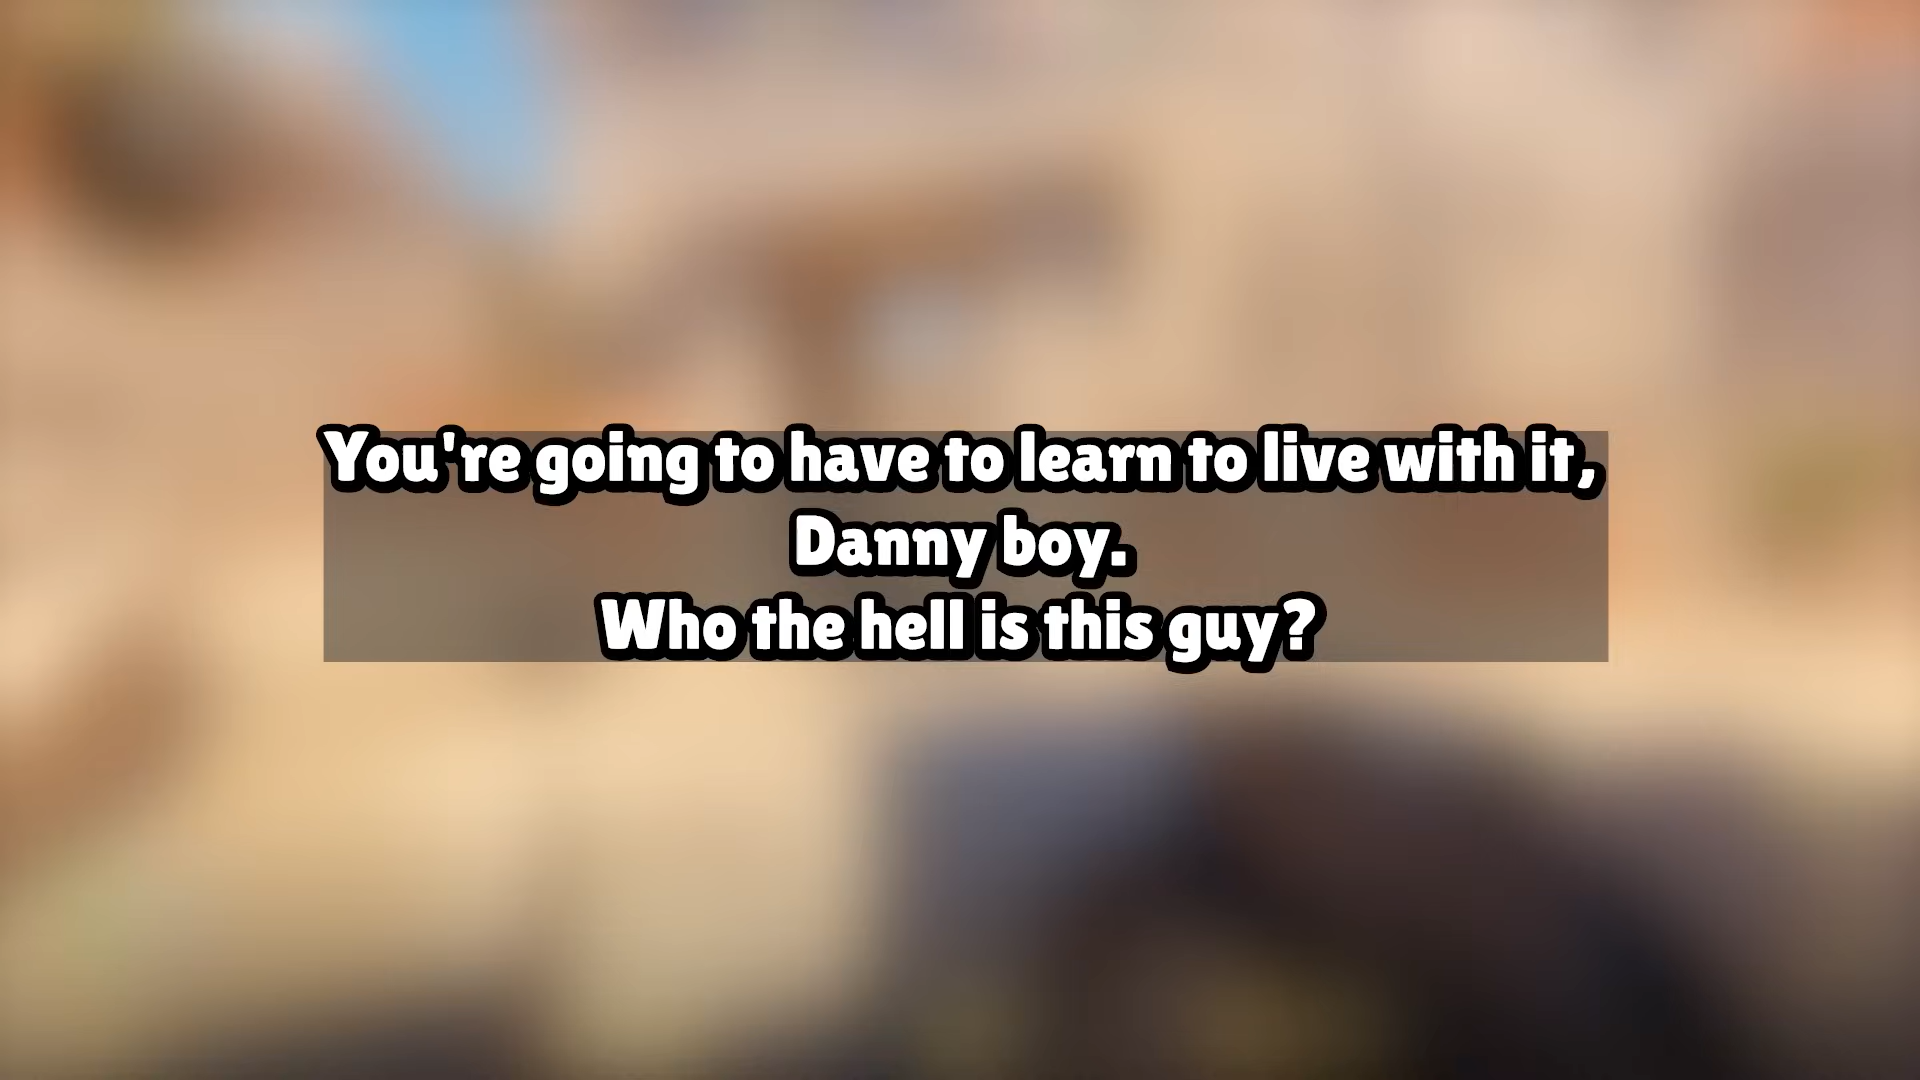 You're going to have to learn to live with it,
Danny boy.
Who the hell is this guy?